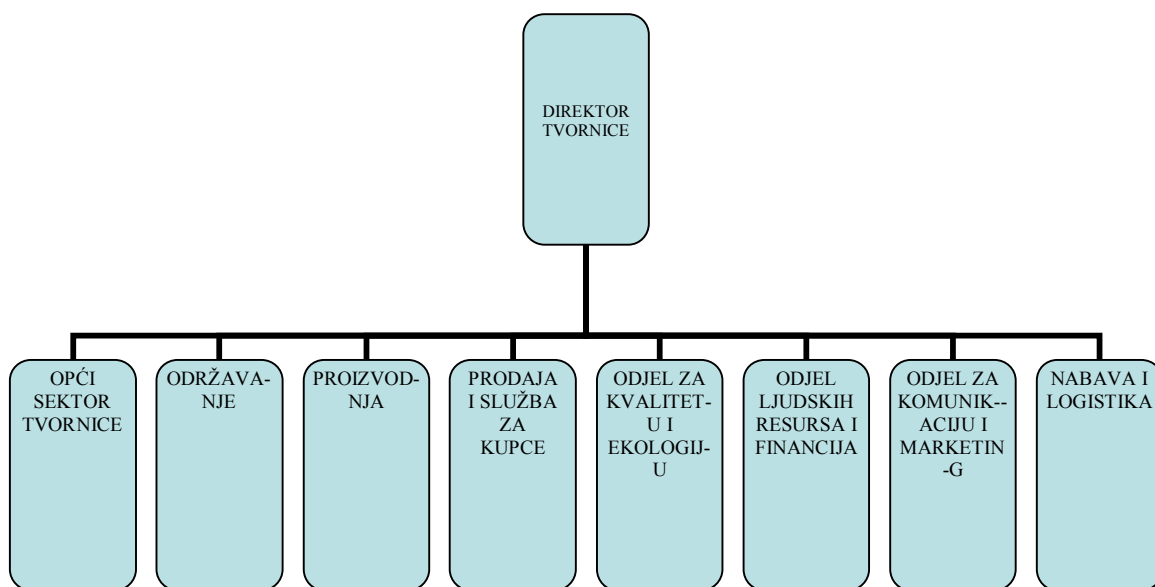 DIREKTOR
TVORNICE
OPĆI
SEKTOR
TVORNICE
ODRŽAVA-
NJE
PROIZVOD-
NJA
PRODAJA
I SLUŽBA
ZA
KUPCE
ODJEL ZA
KVALITET-
U I
EKOLOGIJ-
U
ODJEL
LJUDSKIH
RESURSA I
FINANCIJA
ODJEL ZA
KOMUNIK--
ACIJU I
MARKETIN
-G
NABAVA I
LOGISTIKA